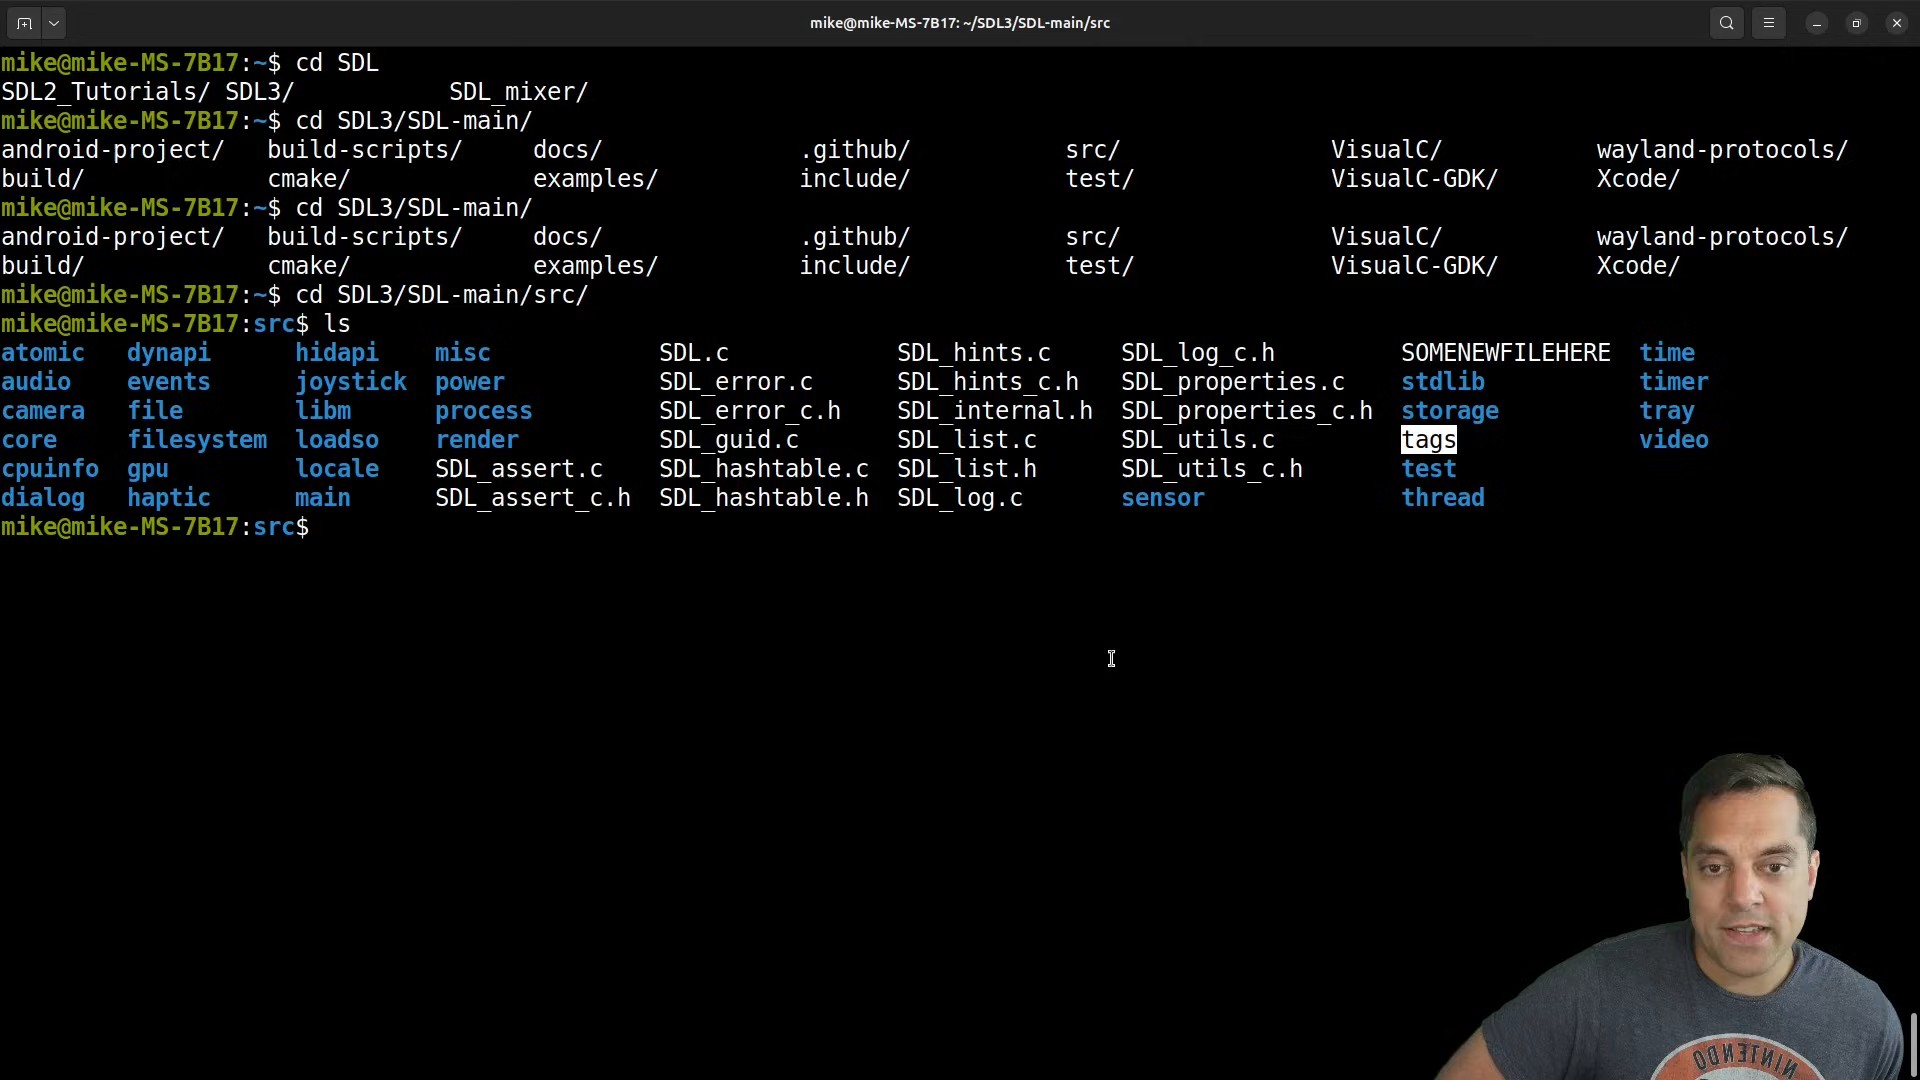 mike@mike-MS-7B17: ~/SDL3/SDL-main/src
mike@mike-MS-7B17:~$ cd SDL
SDL2_Tutorials/ SDL3/ SDL_mixer/
mike@mike-MS-7B17:~$ cd SDL3/SDL-main/
android-project/ build-scripts/ docs/ .github/ src/ VisualC/ wayland-protocols/
build/ cmake/ examples/ include/ test/ VisualC-GDK/ Xcode/
mike@mike-MS-7B17:~$ cd SDL3/SDL-main/
android-project/ build-scripts/ docs/ .github/ src/ VisualC/ wayland-protocols/
build/ cmake/ examples/ include/ test/ VisualC-GDK/ Xcode/
mike@mike-MS-7B17:~$ cd SDL3/SDL-main/src/
mike@mike-MS-7B17:src$ ls
atomic dynapi hidapi misc SDL.c SDL_hints.c SDL_log_c.h SOMENEWFILEHERE time
audio events joystick power SDL_error.c SDL_hints_c.h SDL_properties.c stdlib timer
camera file libm process SDL_error_c.h SDL_internal.h SDL_properties_c.h storage tray
core filesystem loadso render SDL_guid.c SDL_list.c SDL_utils.c tags video
cpuinfo gpu locale SDL_assert.c SDL_hashtable.c SDL_list.h SDL_utils_c.h test
dialog haptic main SDL_assert_c.h SDL_hashtable.h SDL_log.c sensor thread
mike@mike-MS-7B17:src$
NINTENDO